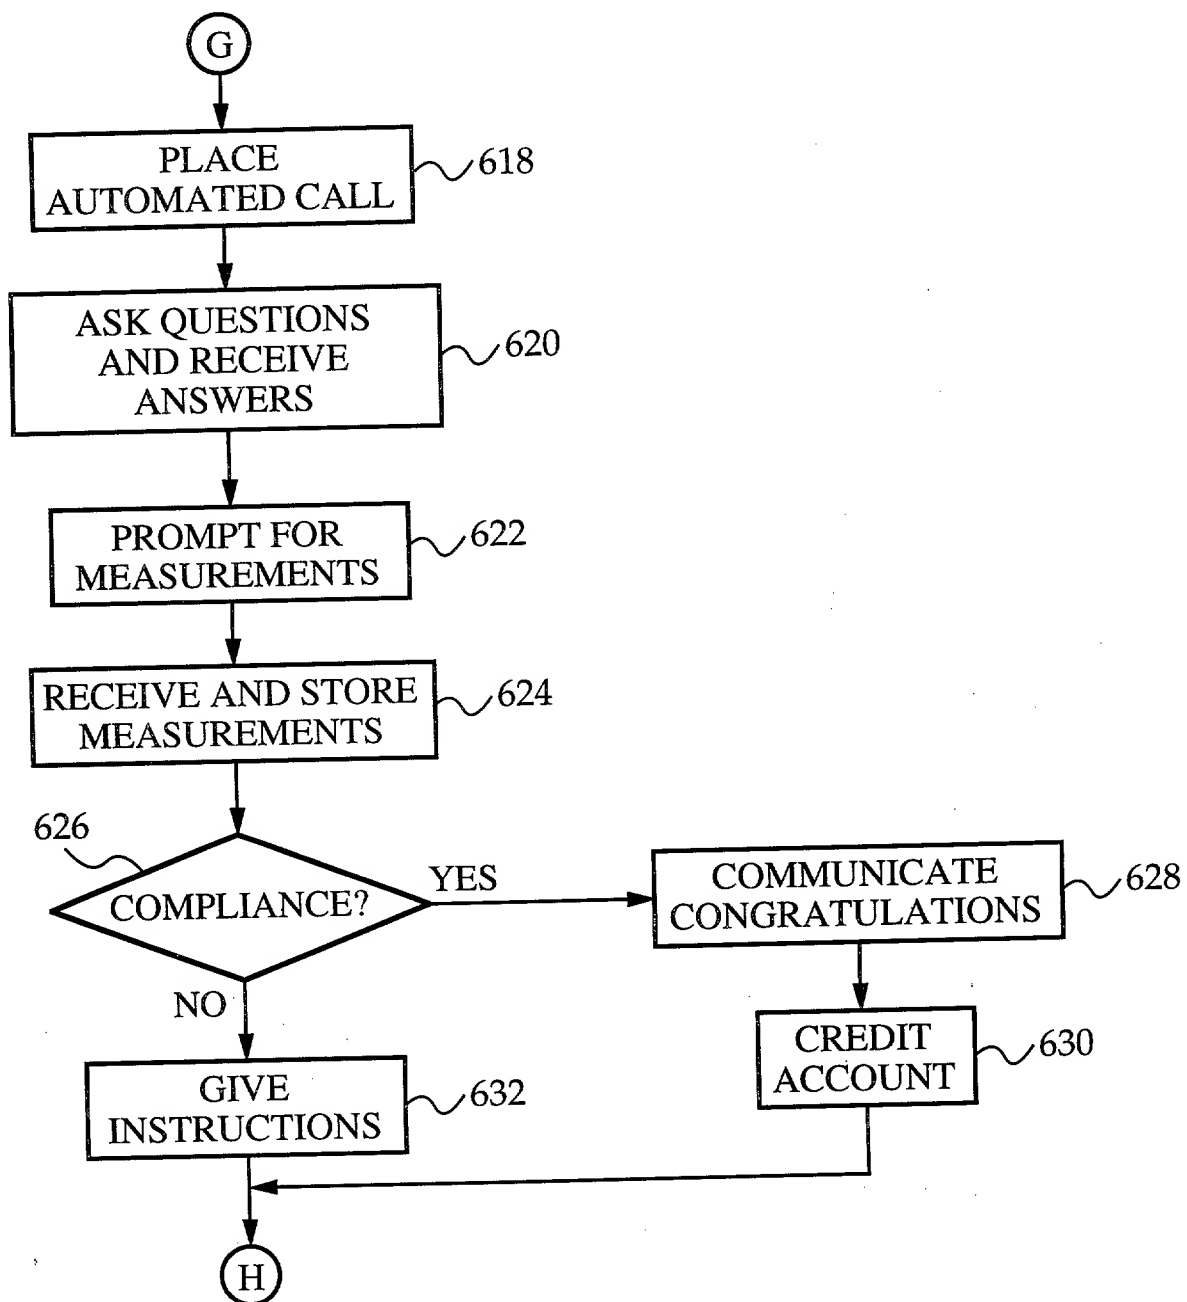 G
PLACE
AUTOMATED CALL
618
ASK QUESTIONS
AND RECEIVE
ANSWERS
620
PROMPT FOR
MEASUREMENTS
622
RECEIVE AND STORE
MEASUREMENTS
624
626
COMPLIANCE?
YES
COMMUNICATE
CONGRATULATIONS
628
NO
CREDIT
ACCOUNT
630
GIVE
INSTRUCTIONS
632
H